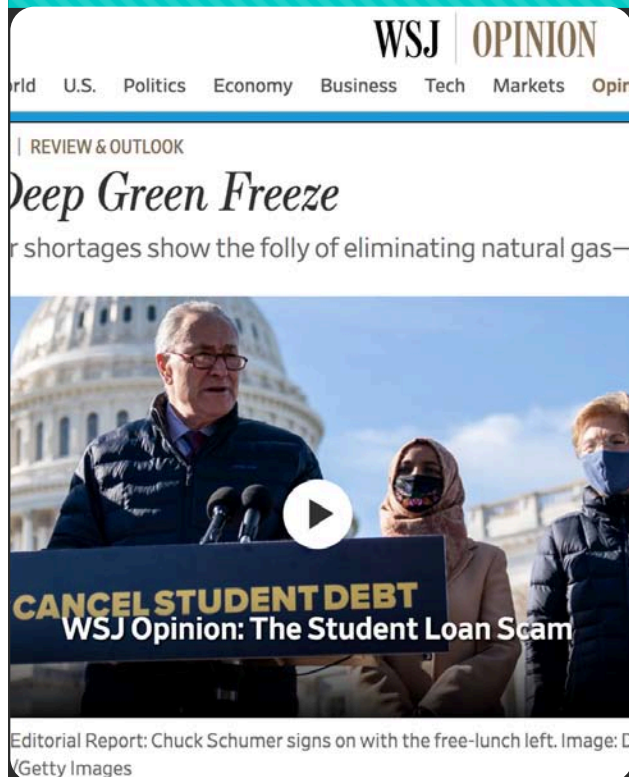 WSJ OPINION
rld U.S. Politics Economy Business Tech Markets Opin
| REVIEW & OUTLOOK
Deep Green Freeze
r shortages show the folly of eliminating natural gas—
CANCEL STUDENT DEBT
WSJ Opinion: The Student Loan Scam
Editorial Report: Chuck Schumer signs on with the free-lunch left. Image: D
/Getty Images